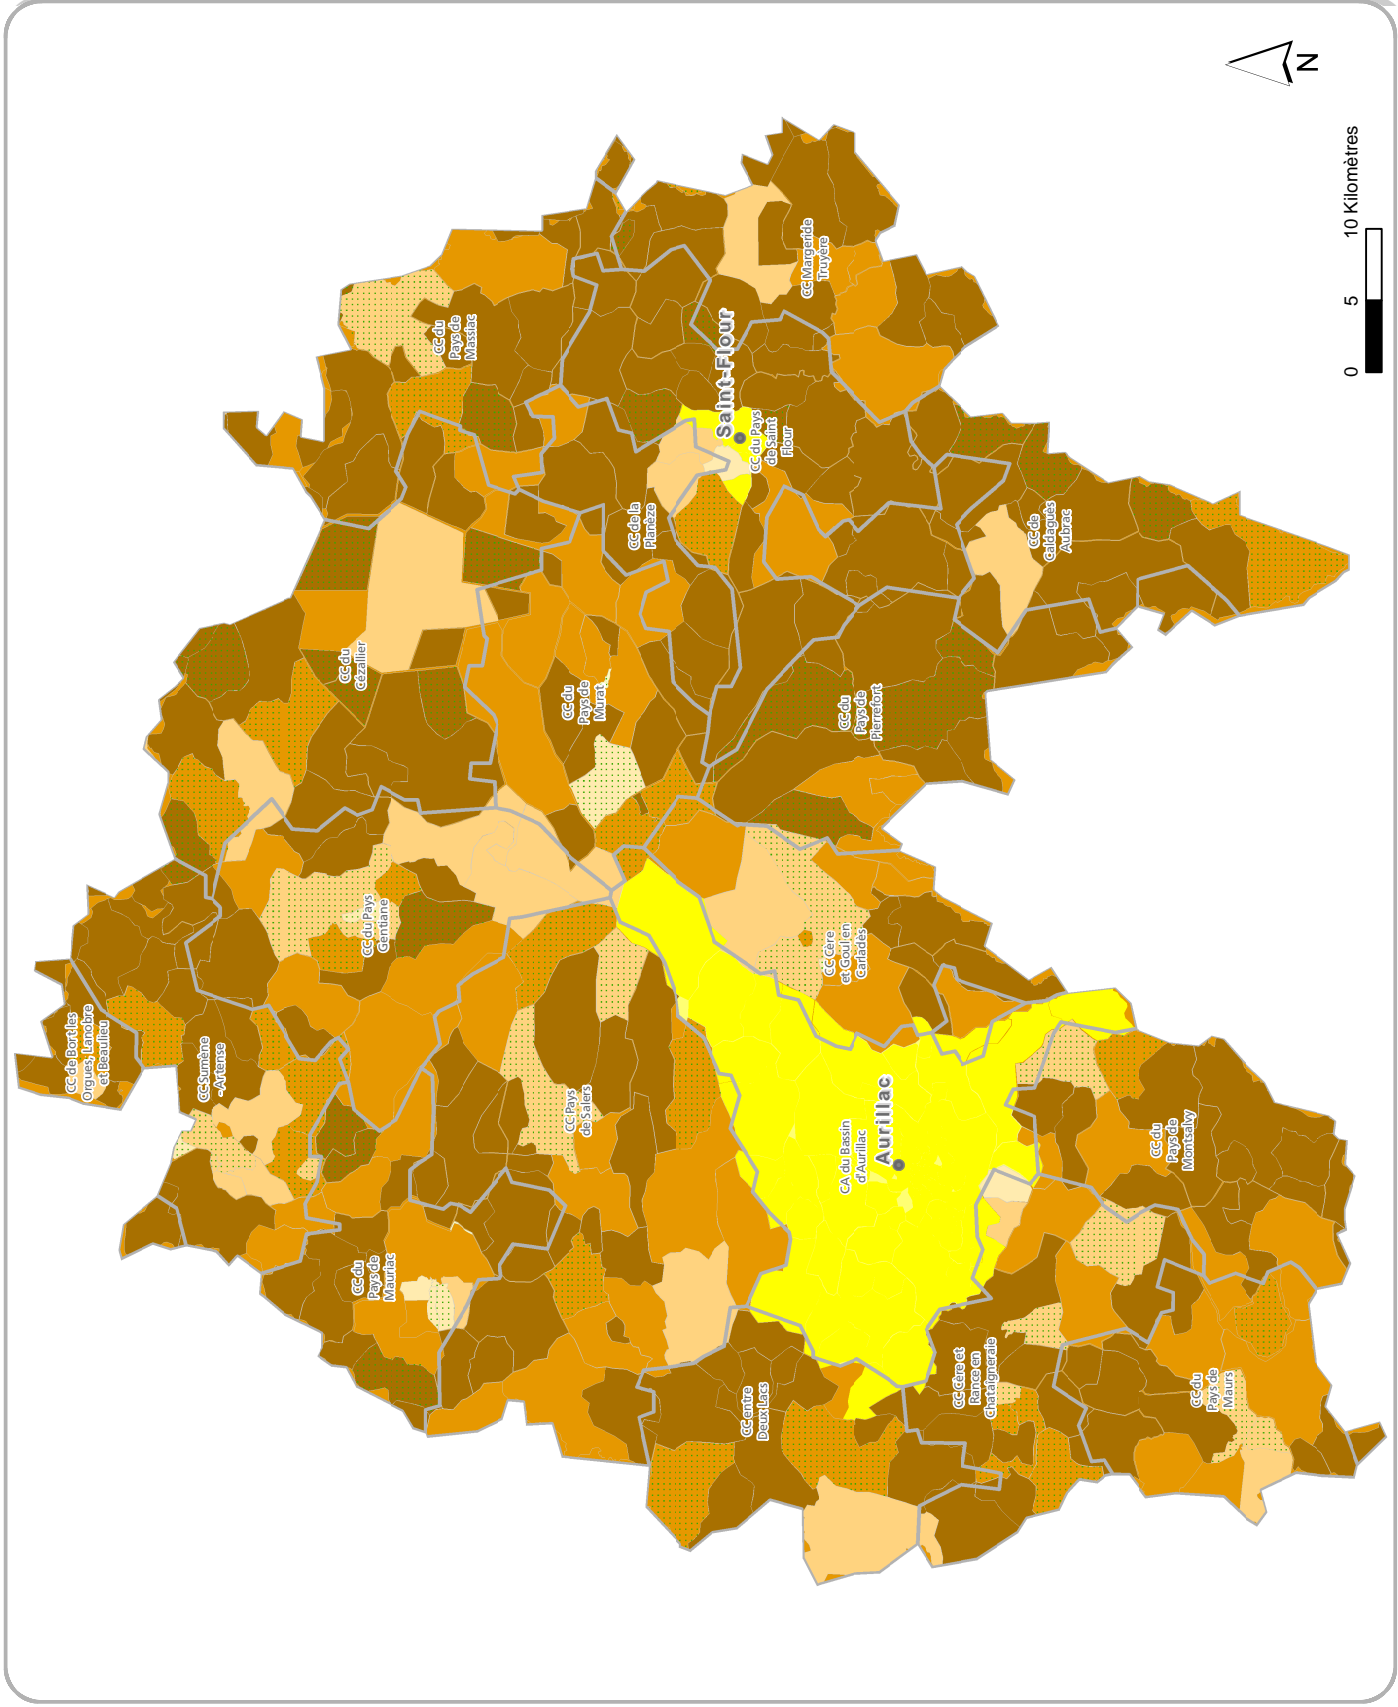 N
0 5 10 Kilomètres
CC de Bort-les
Orgues, Lanobre
et Beaulieu
CC Sumène
-Artense
CC du
Cézallier
CC du Pays
Gentiane
CC du
Pays de
Massiac
CC du
Pays de
Mauriac
CC Pays
de Salers
CC du
Pays de
Murat
CC de la
Planèze
Saint-Flour
CC du Pays
de Saint
Flour
CC Margeride
Truyère
CC entre
Deux Lacs
CA du Bassin
d'Aurillac
Aurillac
CC Cère
et Goul en
Carladès
CC du
Pays de
Pierrefort
CC de
Caldaguès
Aubrac
CC Cère et
Rance en
Chataigneraie
CC du
Pays de
Montsalvy
CC du
Pays de
Maurs